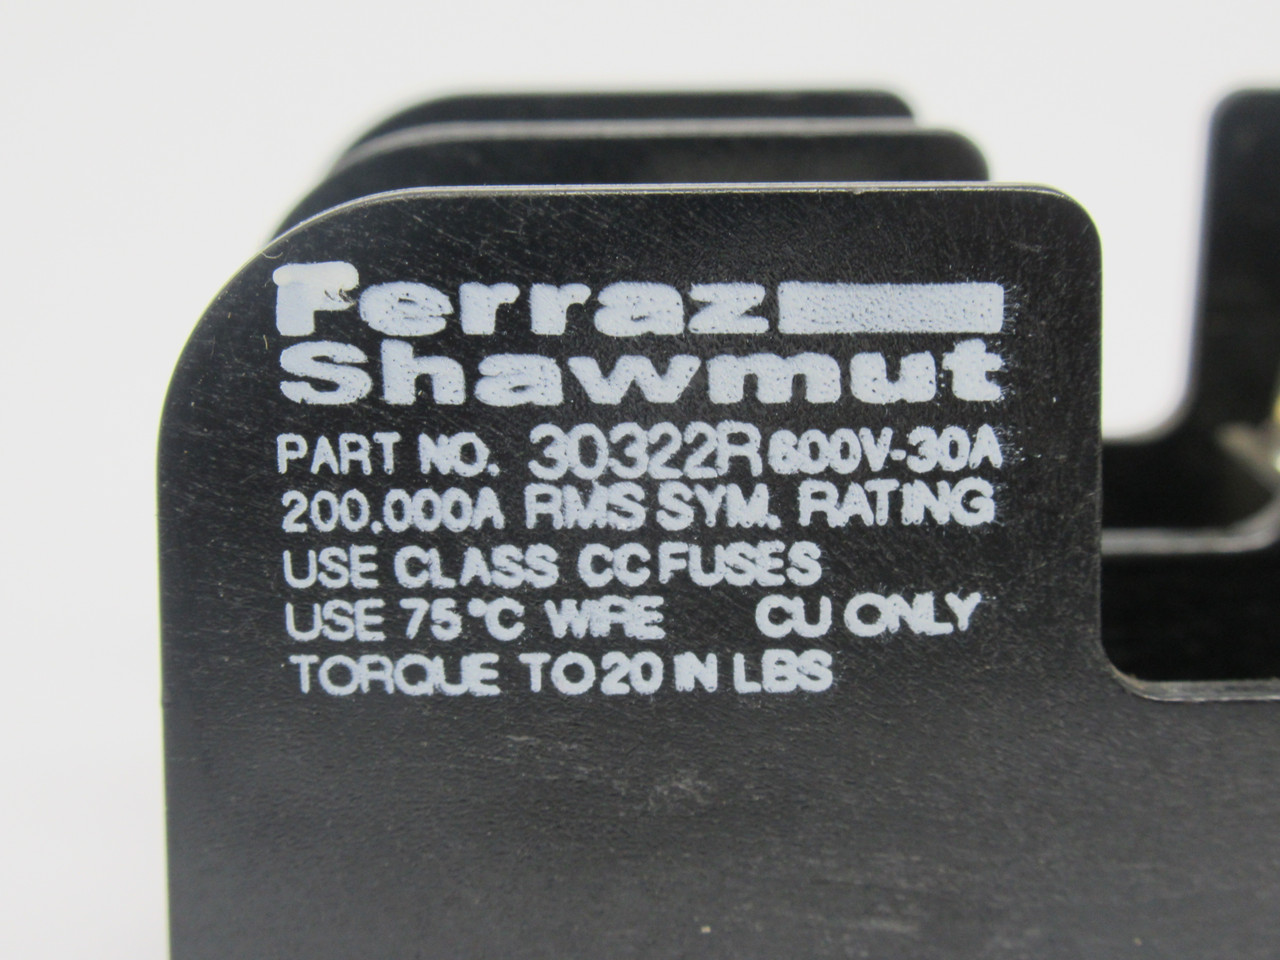 Ferraz
Shawmut
PART NO. 30322R 600V-30A
200,000A RMS SYM. RATING
USE CLASS CC FUSES
USE 75°C WIRE CU ONLY
TORQUE TO 20 IN LBS